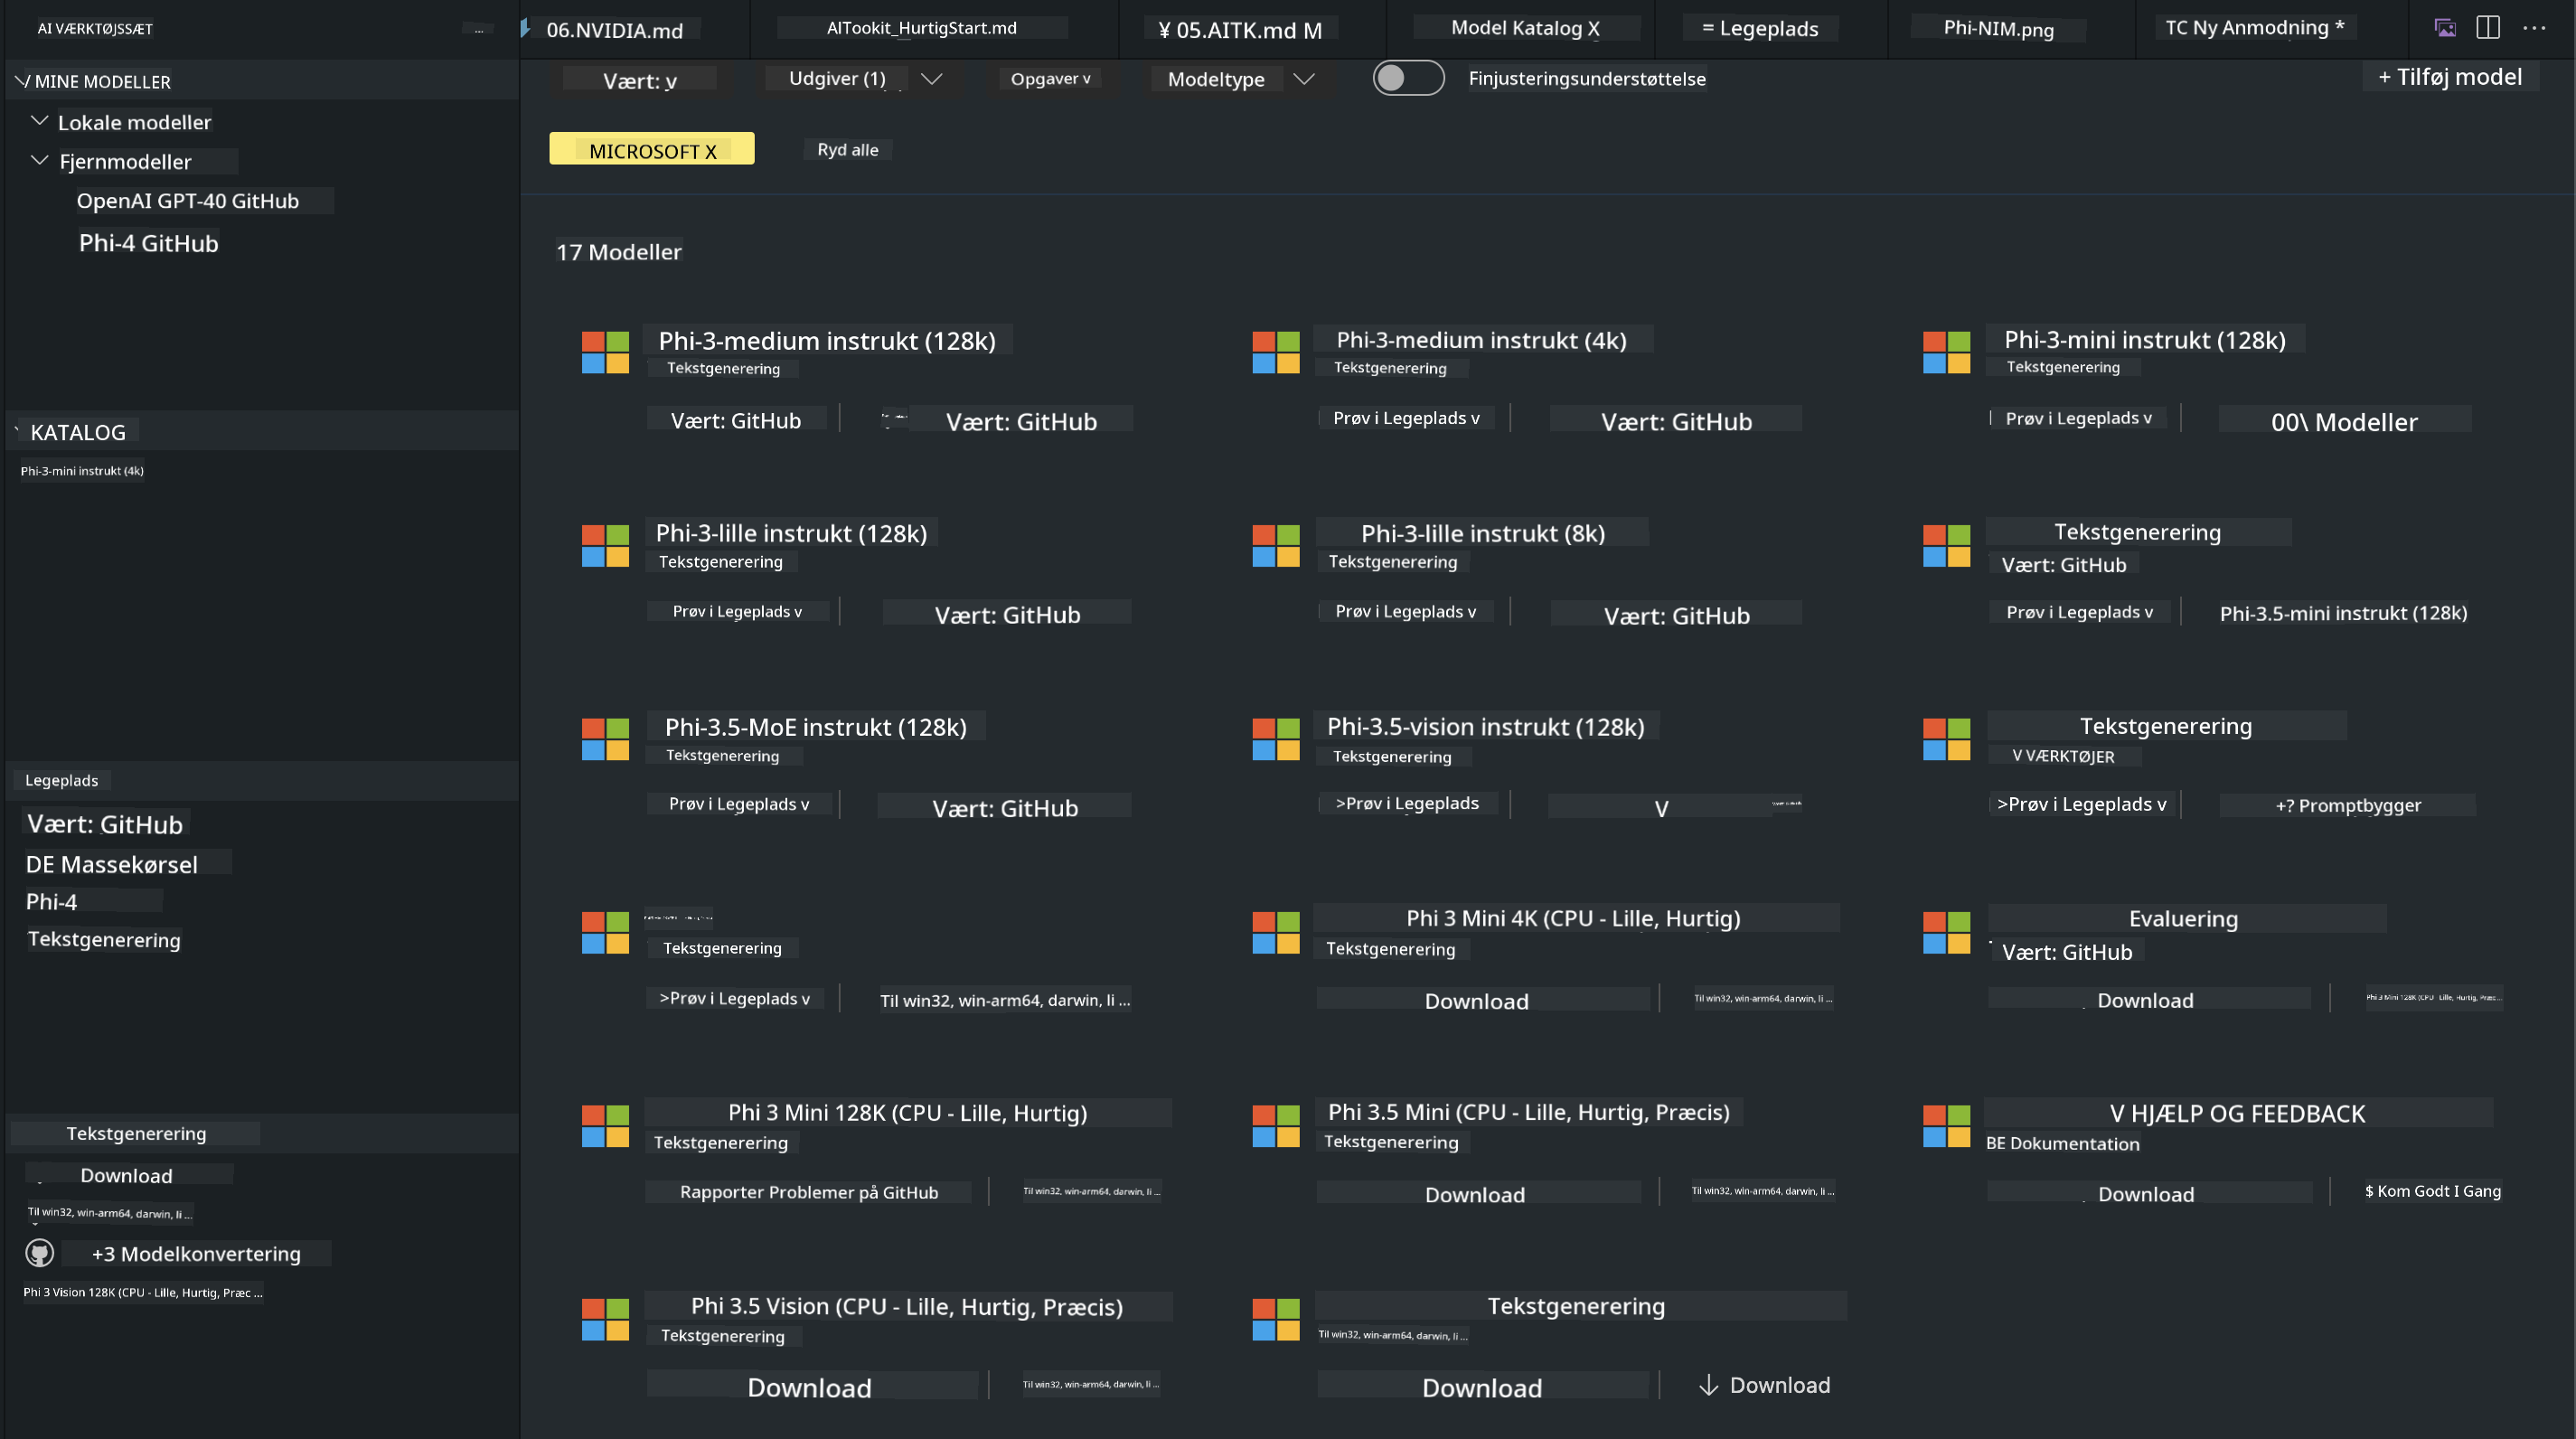 AI VÆRKTØJSSÆT
...
06.NVIDIA.md
AITookit_HurtigStart.md
¥ 05.AITK.md M
Model Katalog X
= Legeplads
Phi-NIM.png
TC Ny Anmodning *
MINE MODELLER
Lokale modeller
Fjernmodeller
OpenAI GPT-40 GitHub
Phi-4 GitHub
KATALOG
Phi-3-mini instrukt (4k)
Legeplads
Vært: GitHub
DE Massekørsel
Phi-4
Tekstgenerering
Tekstgenerering
Download
Til win32, win-arm64, darwin, li ...
+3 Modelkonvertering
Phi 3 Vision 128K (CPU - Lille, Hurtig, Præc ...
Vært: v
Udgiver (1)
Opgaver v
Modeltype
Finjusteringsunderstøttelse
+ Tilføj model
MICROSOFT X
Ryd alle
17 Modeller
Phi-3-medium instrukt (128k)
Tekstgenerering
Vært: GitHub
Vært: GitHub
Phi-3-medium instrukt (4k)
Tekstgenerering
Prøv i Legeplads v
Vært: GitHub
Phi-3-mini instrukt (128k)
Tekstgenerering
Prøv i Legeplads v
00\ Modeller
Phi-3-lille instrukt (128k)
Tekstgenerering
Prøv i Legeplads v
Vært: GitHub
Phi-3-lille instrukt (8k)
Tekstgenerering
Prøv i Legeplads v
Vært: GitHub
Tekstgenerering
Vært: GitHub
Prøv i Legeplads v
Phi-3.5-mini instrukt (128k)
Phi-3.5-MoE instrukt (128k)
Tekstgenerering
Prøv i Legeplads v
Vært: GitHub
Phi-3.5-vision instrukt (128k)
Tekstgenerering
>Prøv i Legeplads
V
Tekstgenerering
V VÆRKTØJER
>Prøv i Legeplads v
+? Promptbygger
Tekstgenerering
>Prøv i Legeplads v
Til win32, win-arm64, darwin, li ...
Phi 3 Mini 4K (CPU - Lille, Hurtig)
Tekstgenerering
Download
Til win32, win-arm64, darwin, li ...
Evaluering
Vært: GitHub
Download
Phi 3 Mini 128K (CPU - Lille, Hurtig, Præc ...
Phi 3 Mini 128K (CPU - Lille, Hurtig)
Tekstgenerering
Rapporter Problemer på GitHub
Til win32, win-arm64, darwin, li ...
Phi 3.5 Mini (CPU - Lille, Hurtig, Præcis)
Tekstgenerering
Download
Til win32, win-arm64, darwin, li ...
V HJÆLP OG FEEDBACK
BE Dokumentation
Download
$ Kom Godt I Gang
Phi 3.5 Vision (CPU - Lille, Hurtig, Præcis)
Tekstgenerering
Download
Til win32, win-arm64, darwin, li ...
Tekstgenerering
Til win32, win-arm64, darwin, li ...
Download
Download